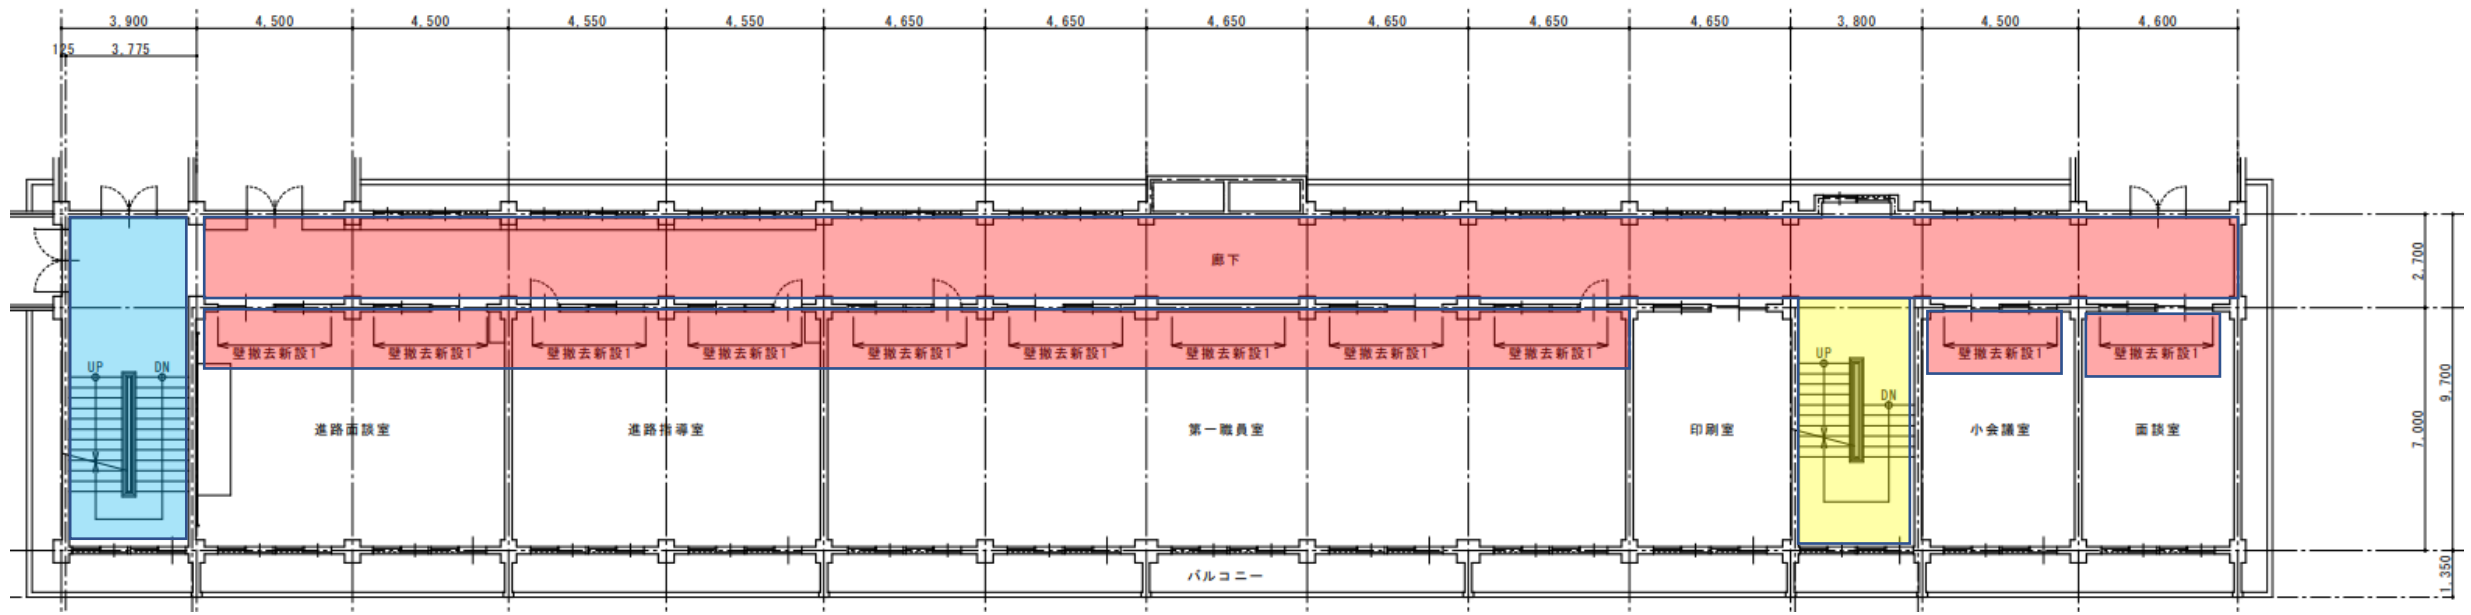 3,900 4,500 4,500 4,550 4,550 4,650 4,650 4,650 4,650 4,650 4,650 3,800 4,500 4,600
125 3,775
廊下
2,700
壁撤去新設1 壁撤去新設1 壁撤去新設1 壁撤去新設1 壁撤去新設1 壁撤去新設1 壁撤去新設1 壁撤去新設1 壁撤去新設1 UP 壁撤去新設1 壁撤去新設1
UP DN
DN
9,700
進路面談室 進路指導室 第一職員室 印刷室 小会議室 面談室
7,000
バルコニー
1,350